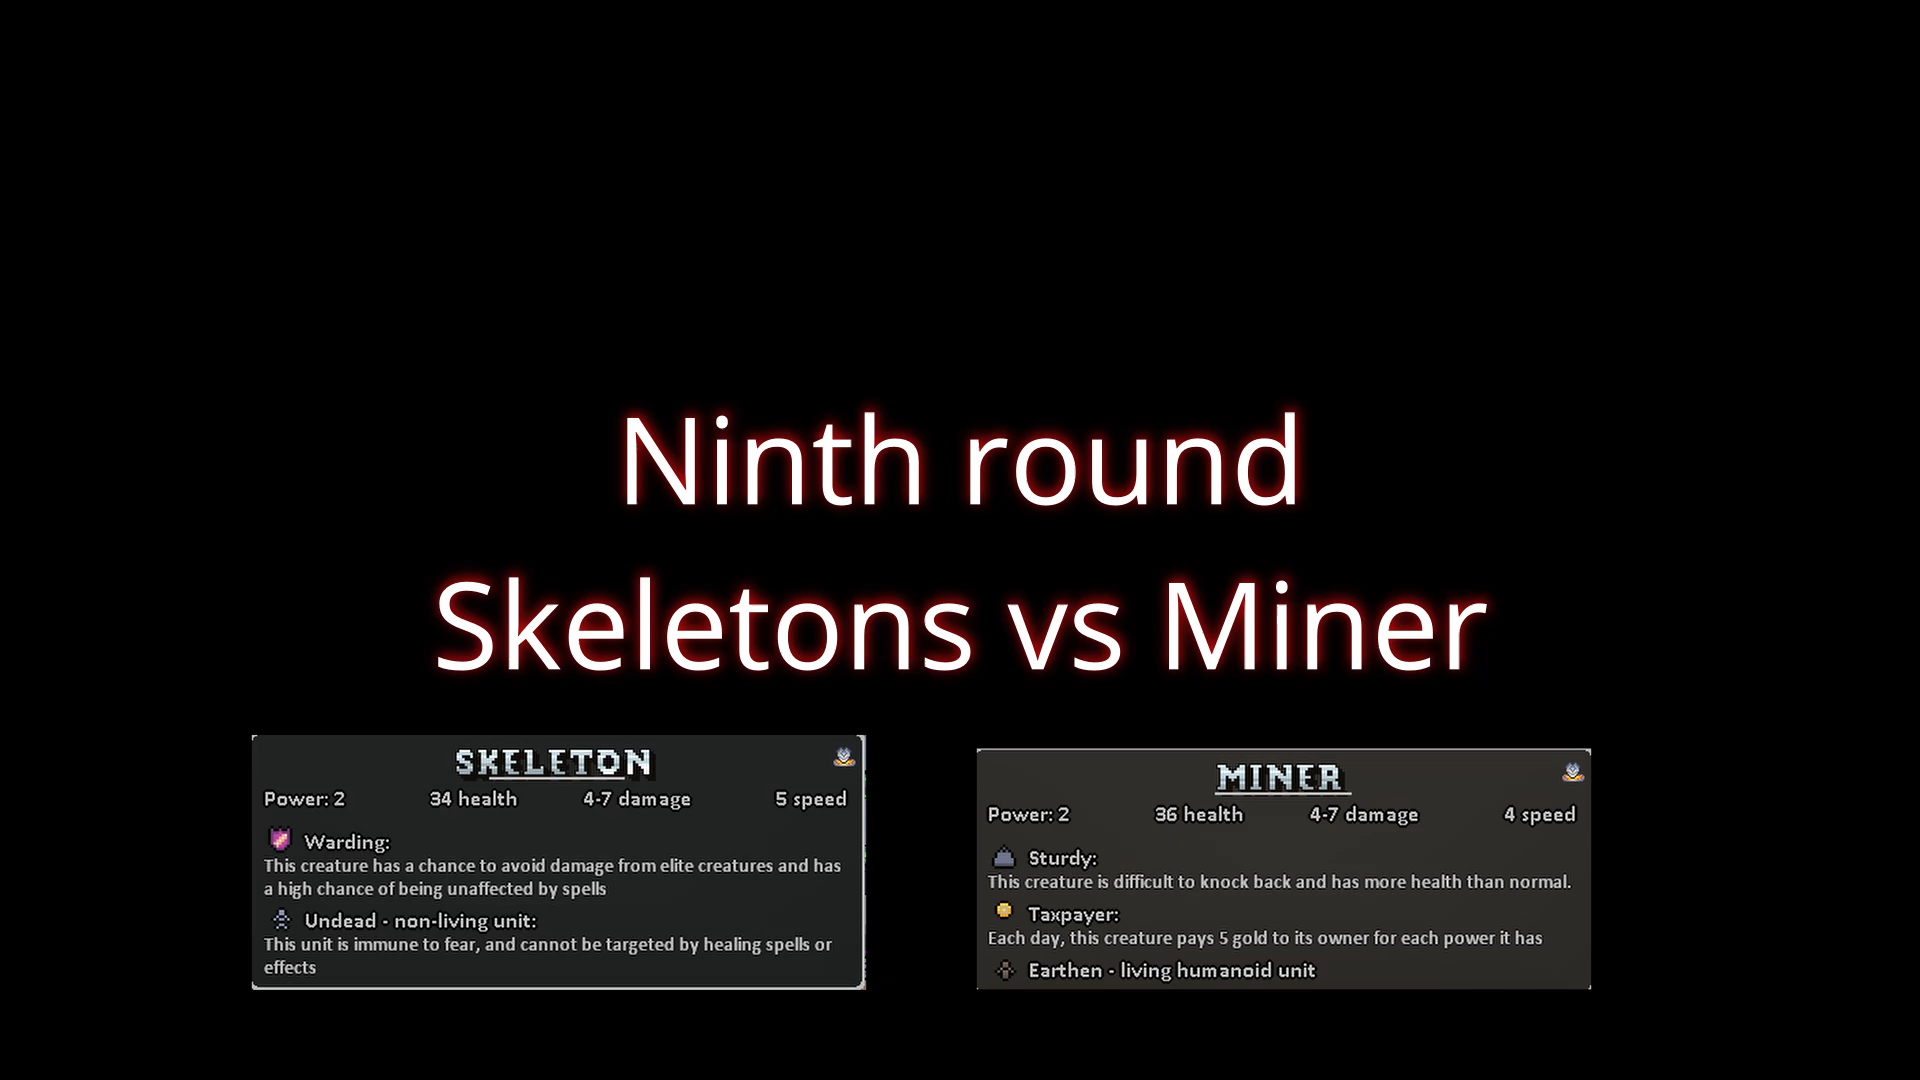 Ninth round
Skeletons vs Miner
SKELETON
Power: 2 34 health 4-7 damage 5 speed
Warding:
This creature has a chance to avoid damage from elite creatures and has
a high chance of being unaffected by spells
Undead - non-living unit:
This unit is immune to fear, and cannot be targeted by healing spells or
effects
MINER
Power: 2 36 health 4-7 damage 4 speed
Sturdy:
This creature is difficult to knock back and has more health than normal.
Taxpayer:
Each day, this creature pays 5 gold to its owner for each power it has
Earthen - living humanoid unit